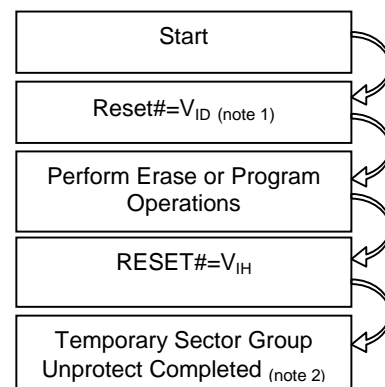 Start
Reset#=VID (note 1)
Perform Erase or Program
Operations
RESET#=VIH
Temporary Sector Group
Unprotect Completed (note 2)